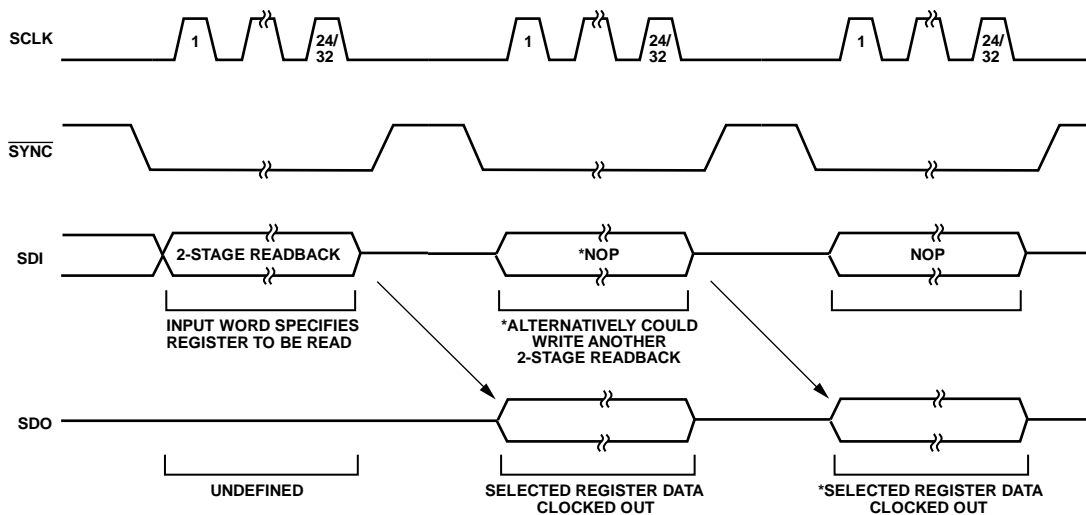 SCLK
1
24/
32
1
24/
32
1
24/
32
SYNC
SDI
2-STAGE READBACK
*NOP
NOP
INPUT WORD SPECIFIES
REGISTER TO BE READ
*ALTERNATIVELY COULD
WRITE ANOTHER
2-STAGE READBACK
SDO
UNDEFINED
SELECTED REGISTER DATA
CLOCKED OUT
*SELECTED REGISTER DATA
CLOCKED OUT